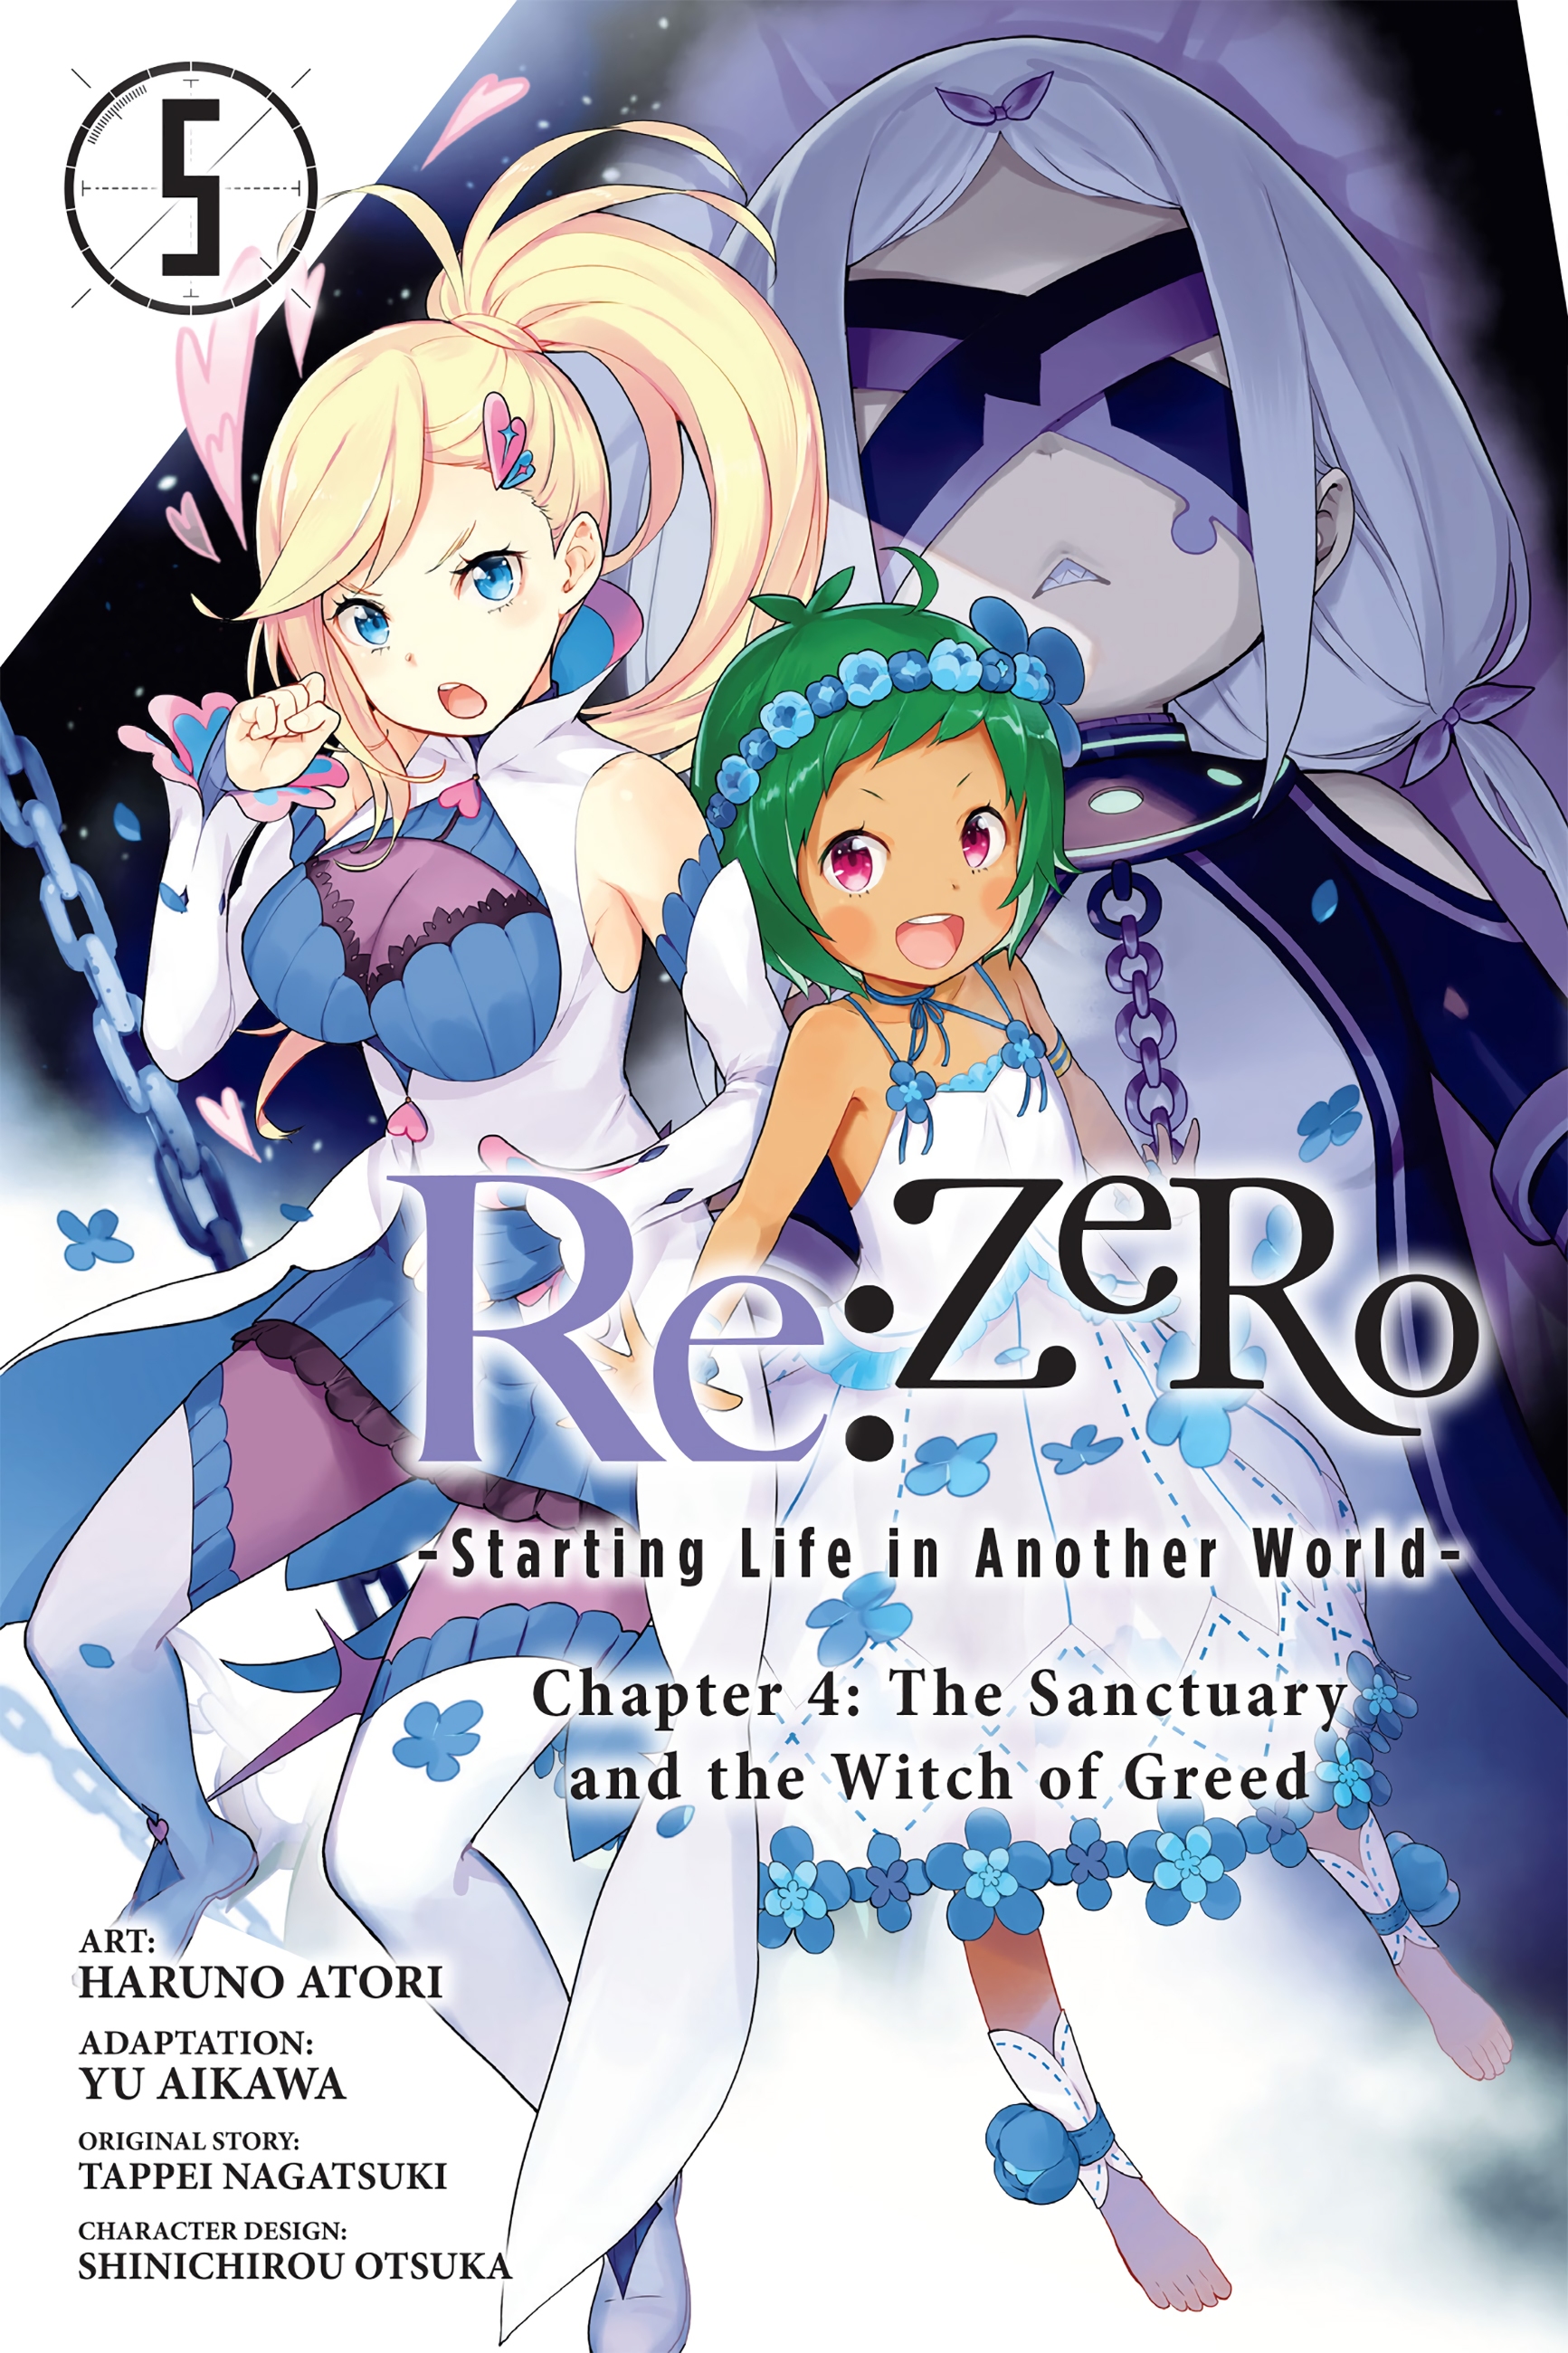 5
Re:ZeRo
-Starting Life in Another World-
Chapter 4: The Sanctuary
and the Witch of Greed
ART:
HARUNO ATORI
ADAPTATION:
YU AIKAWA
ORIGINAL STORY:
TAPPEI NAGATSUKI
CHARACTER DESIGN:
SHINICHIROU OTSUKA